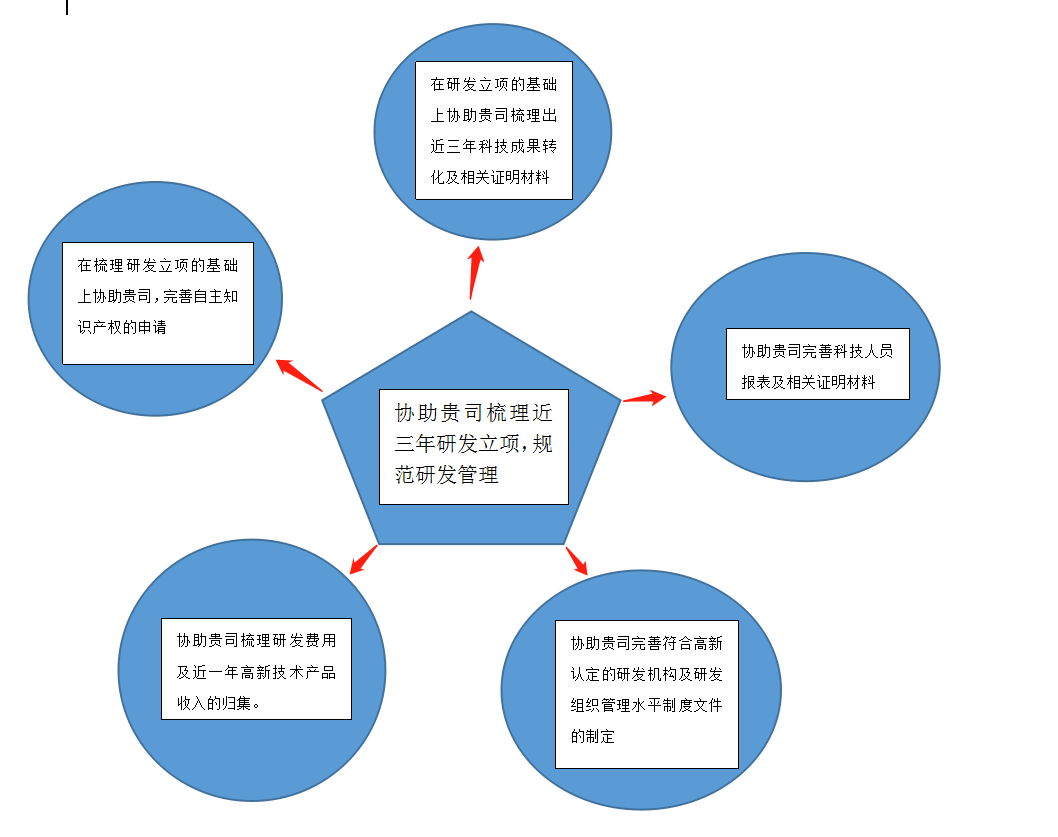 在研发立项的基础
上协助贵司梳理出
近三年科技成果转
化及相关证明材料
在梳理研发立项的基础
上协助贵司,完善自主知
识产权的申请
协助贵司完善科技人员
报表及相关证明材料
协助贵司梳理近
三年研发立项,规
范研发管理
协助贵司梳理研发费用
及近一年高新技术产品
收入的归集。
协助贵司完善符合高新
认定的研发机构及研发
组织管理水平制度文件
的制定